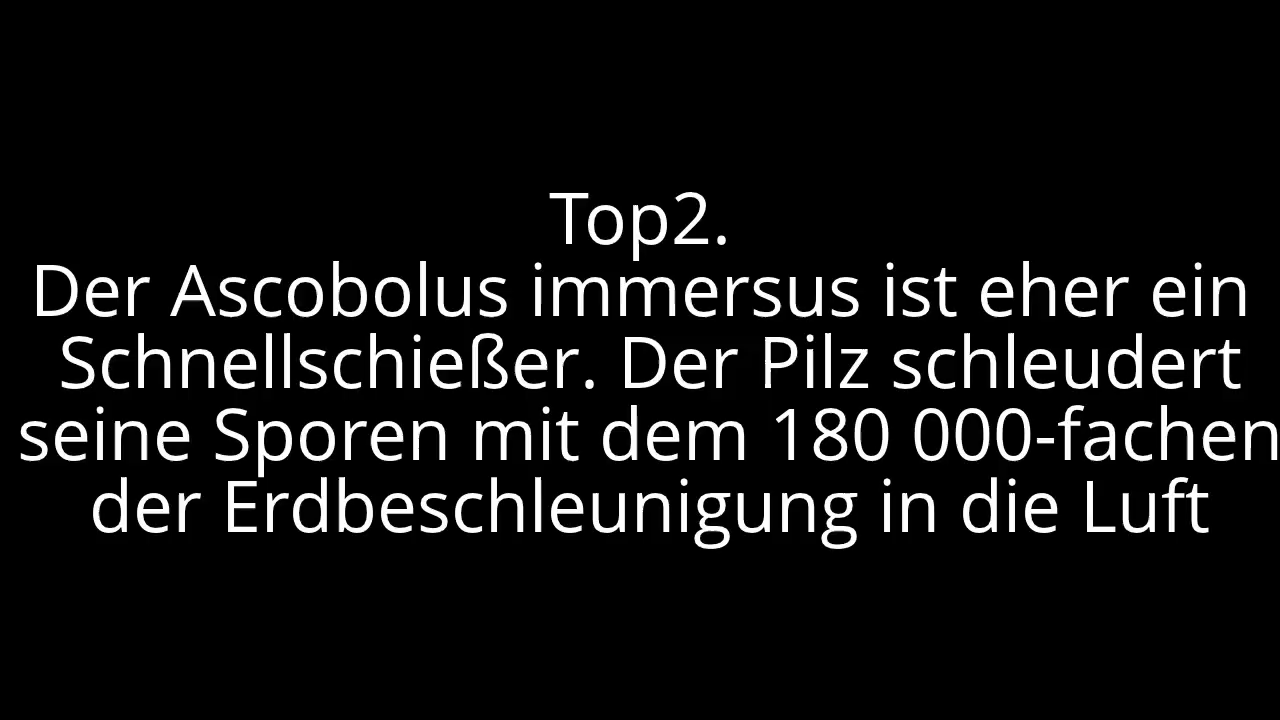 Top2.
Der Ascobolus immersus ist eher ein
Schnellschießer. Der Pilz schleudert
seine Sporen mit dem 180 000-fachen
der Erdbeschleunigung in die Luft